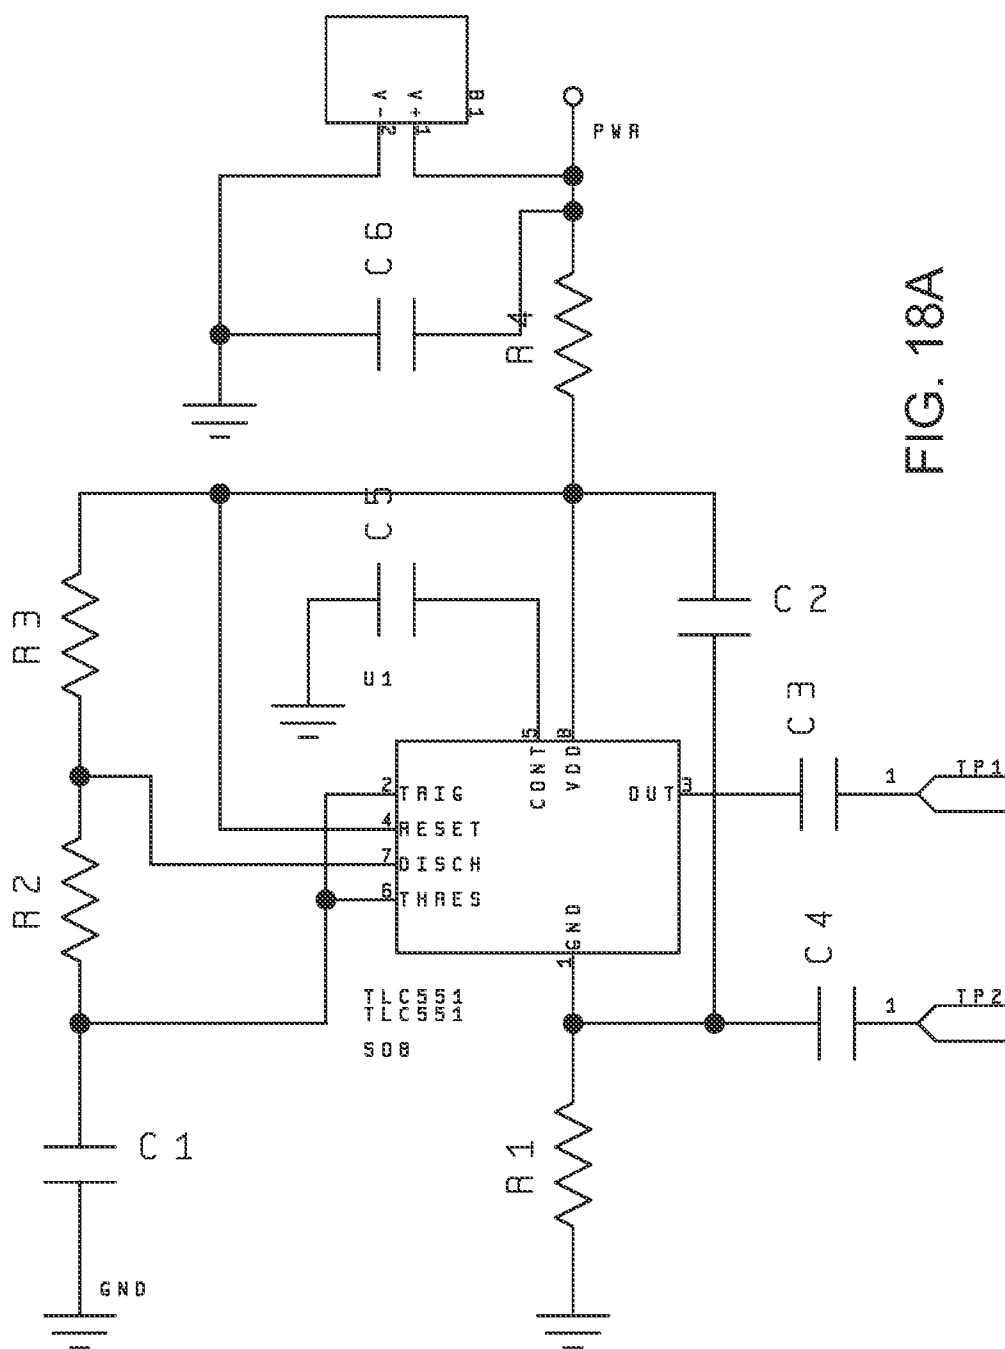 B1
V- V+
2 1
PWR
C6
R4
FIG. 18A
C5
R3
C2
U1
C3
5 8
CONT
VDD
2 TRIG
OUT 3
1 TP1
4 RESET
7 DISCH
R2
6 THRES
GND
1
C4
TLC551
1 TP2
TLC551
SO8
C1
R1
GND